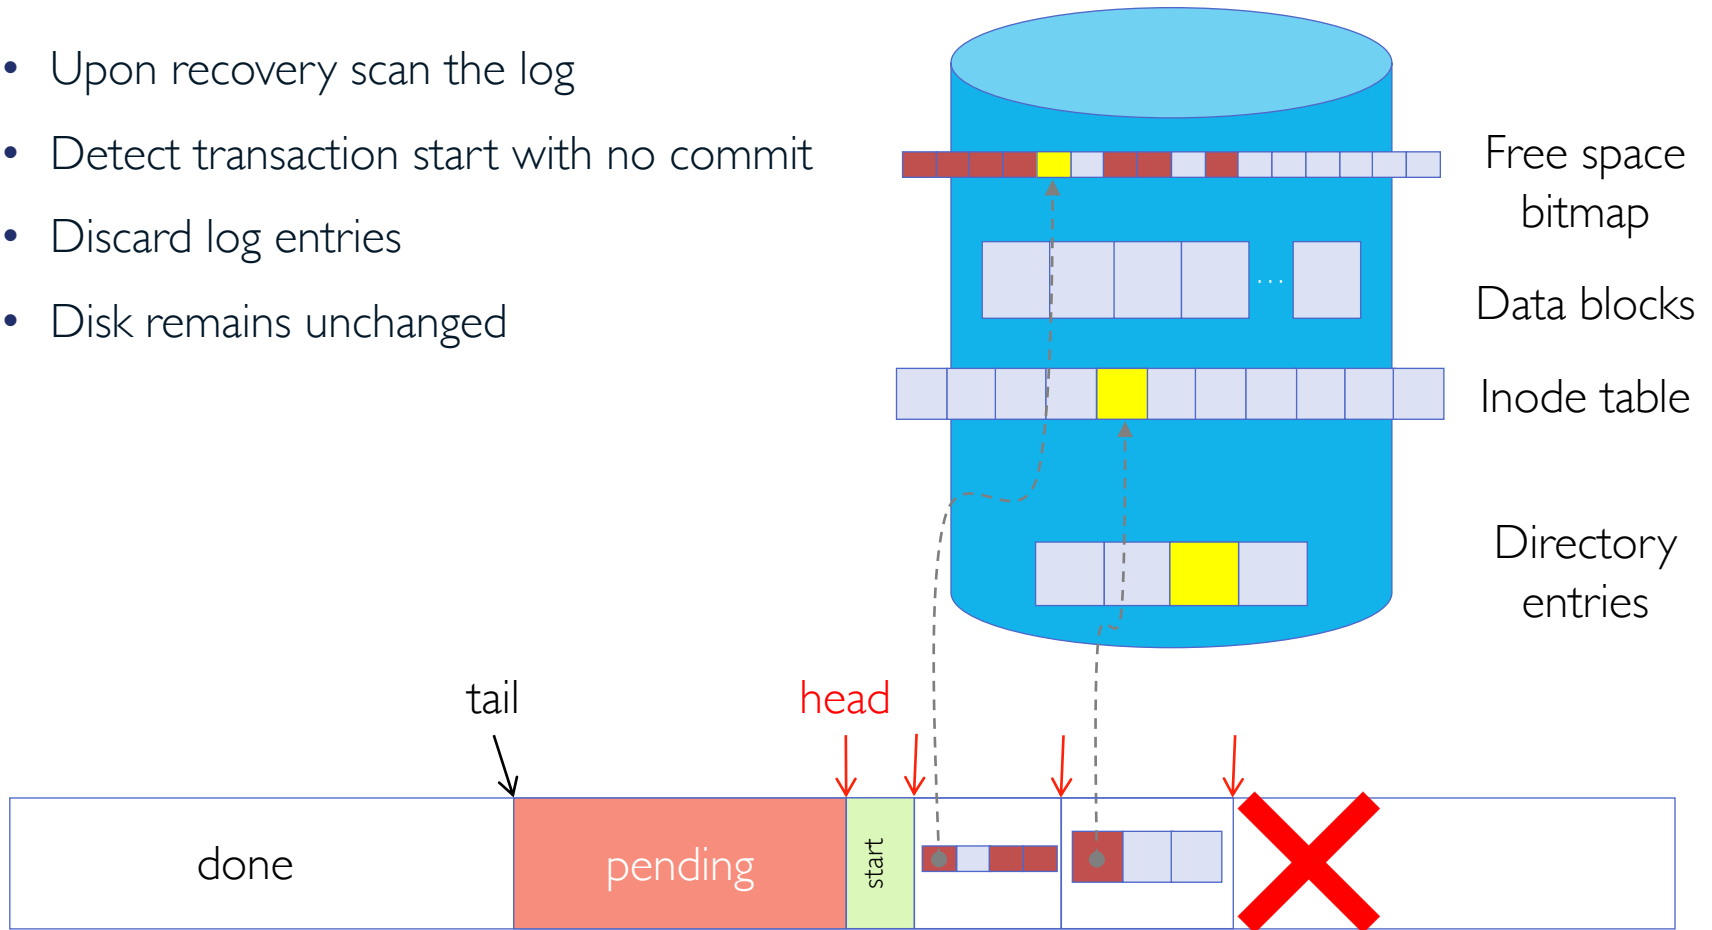 • Upon recovery scan the log
• Detect transaction start with no commit
• Discard log entries
• Disk remains unchanged
Free space
bitmap
...
Data blocks
Inode table
Directory
entries
tail
head
done
pending
start